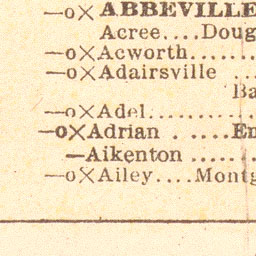 —o✕ABBEVILLE
Acree....Doug
—o✕Acworth........
—o✕Adairsville ...
Ba
—o✕Adel............
—o✕Adrian .....En
—Aikenton ......
—o✕Ailey....Montg